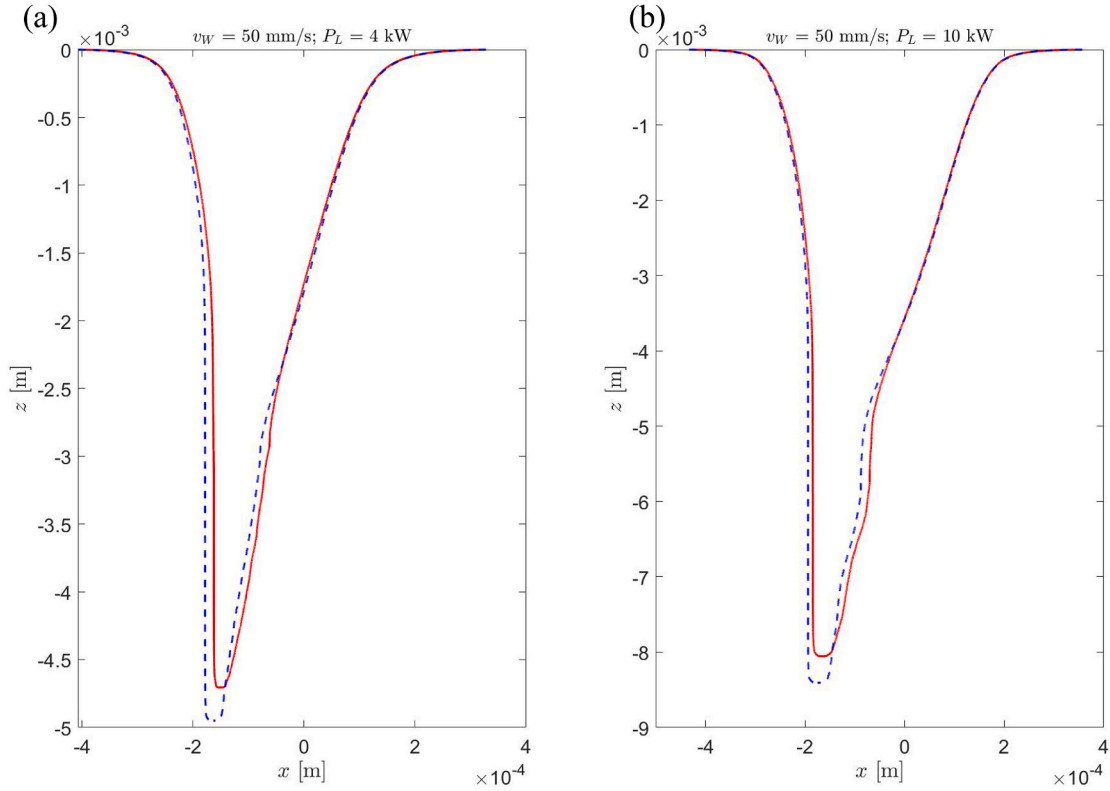 (a)
×10⁻³
v_W = 50 mm/s; P_L = 4 kW
0
-0.5
-1
-1.5
-2
-2.5
-3
-3.5
-4
-4.5
-5
z [m]
-4 -2 0 2 4
x [m]
×10⁻⁴
(b)
×10⁻³
v_W = 50 mm/s; P_L = 10 kW
0
-1
-2
-3
-4
-5
-6
-7
-8
-9
z [m]
-4 -2 0 2 4
x [m]
×10⁻⁴